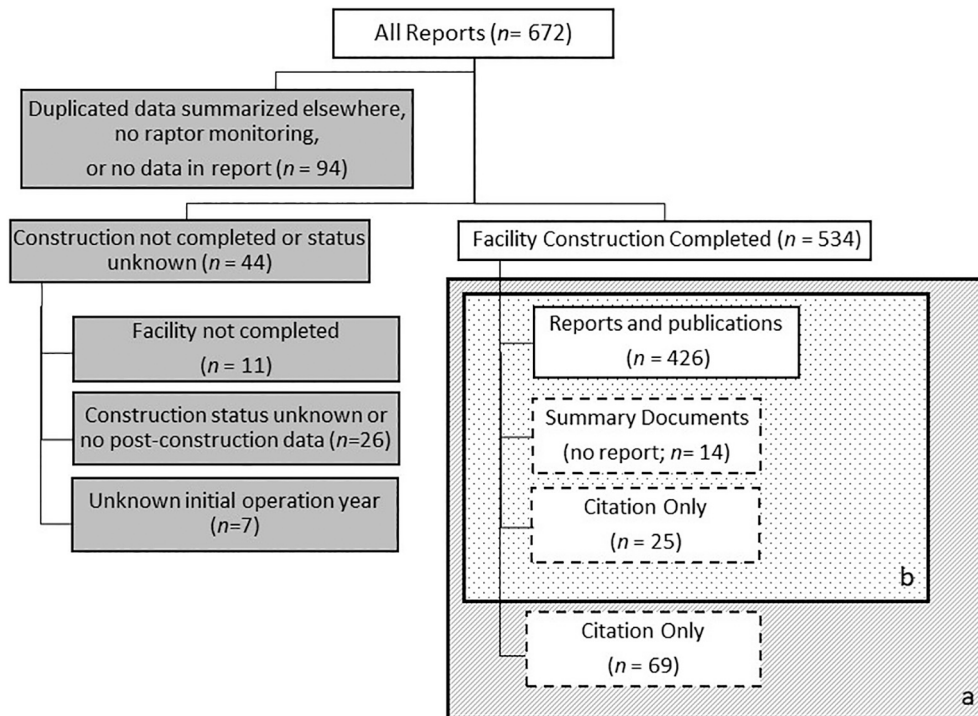 All Reports (n= 672)
Duplicated data summarized elsewhere,
no raptor monitoring,
or no data in report (n = 94)
Construction not completed or status
unknown (n = 44)
Facility Construction Completed (n = 534)
Facility not completed
(n = 11)
Construction status unknown or
no post-construction data (n=26)
Unknown initial operation year
(n=7)
Reports and publications
(n = 426)
Summary Documents
(no report; n= 14)
Citation Only
(n = 25)
b
Citation Only
(n = 69)
a